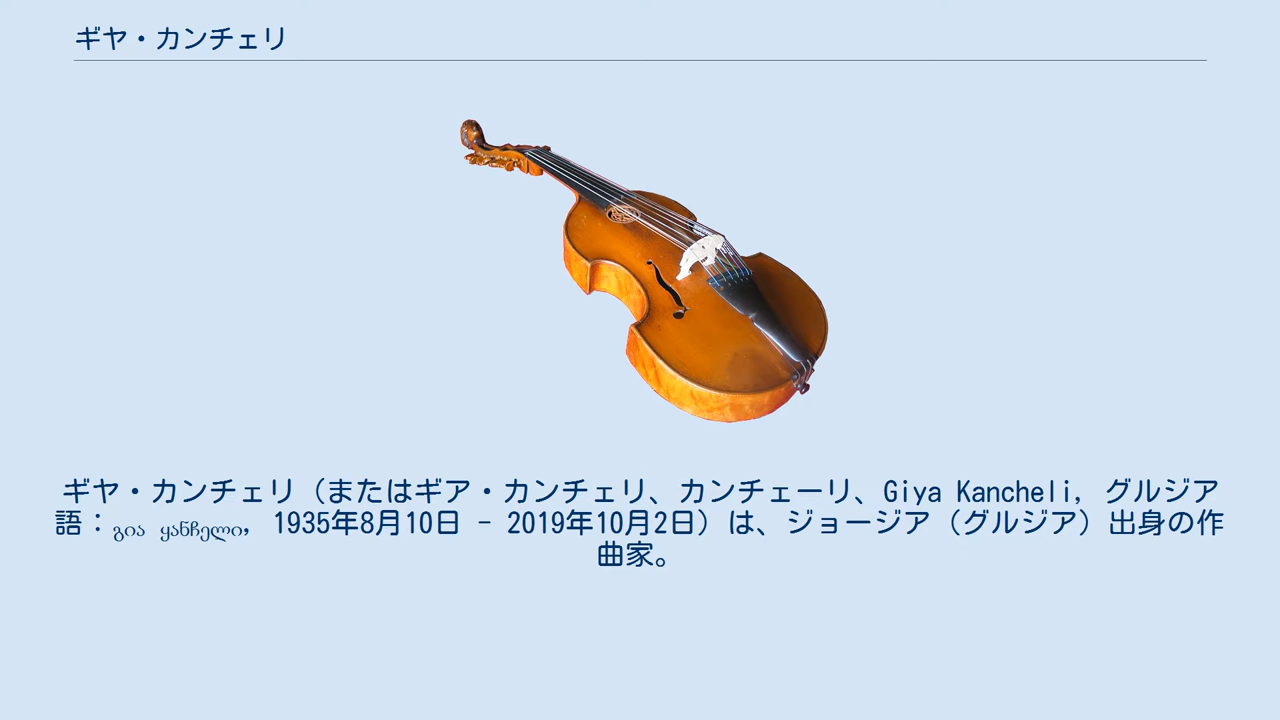 ギヤ・カンチェリ
ギヤ・カンチェリ（またはギア・カンチェリ、カンチェーリ、Giya Kancheli, グルジア
語：გია ყანჩელი, 1935年8月10日 - 2019年10月2日）は、ジョージア（グルジア）出身の作
曲家。